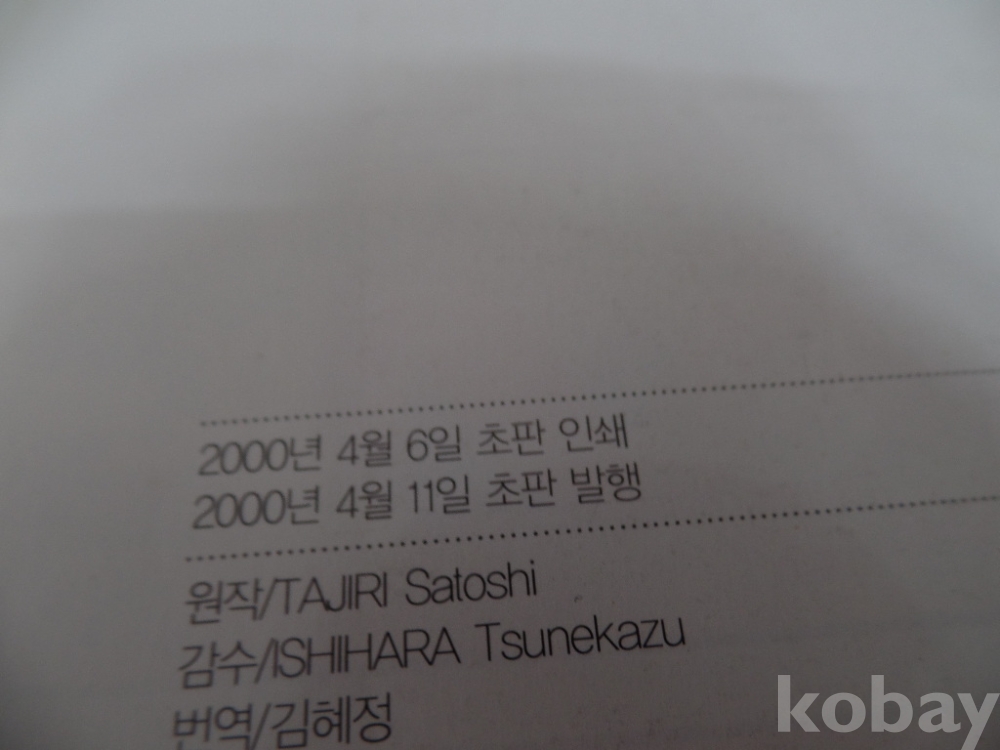 2000년 4월 6일 초판 인쇄
2000년 4월 11일 초판 발행
원작/TAJIRI Satoshi
감수/ISHIHARA Tsunekazu
번역/김혜정
kobay